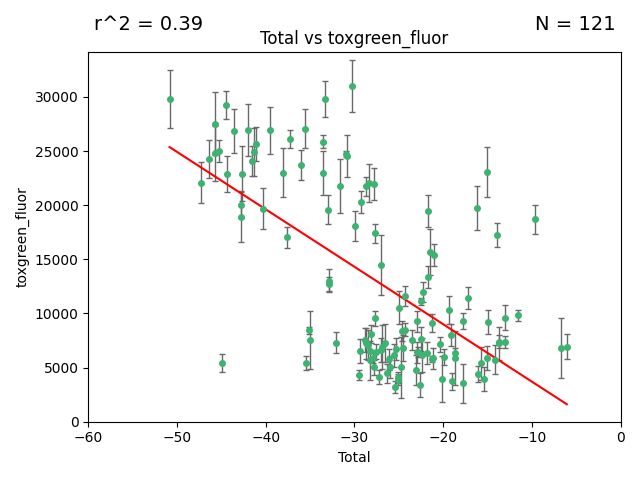 r^2 = 0.39
N = 121
Total vs toxgreen_fluor
30000
25000
20000
15000
10000
5000
0
toxgreen_fluor
−60
−50
−40
−30
−20
−10
0
Total